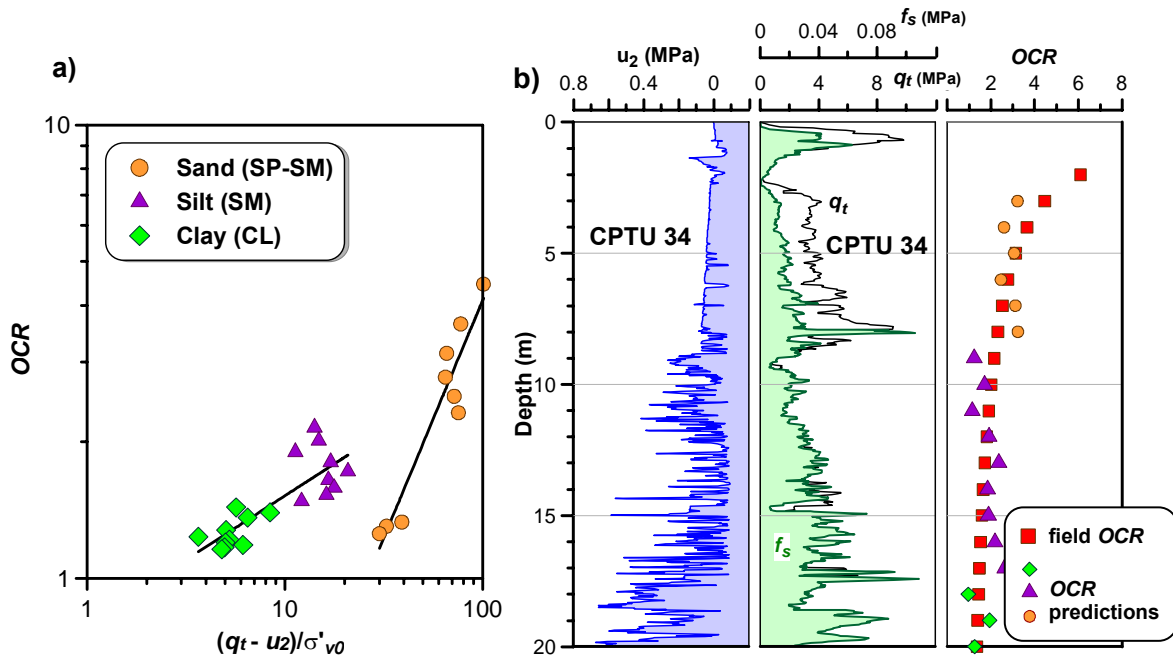 a)
OCR
10
1
Sand (SP-SM)
Silt (SM)
Clay (CL)
1 10 100
(qt - u2)/σ'v0
b)
u2 (MPa)
0.8 0.4 0
fs (MPa)
0 0.04 0.08
qt (MPa)
0 4 8
OCR
2 4 6 8
Depth (m)
0
5
10
15
20
CPTU 34
qt
CPTU 34
fs
field OCR
OCR
predictions